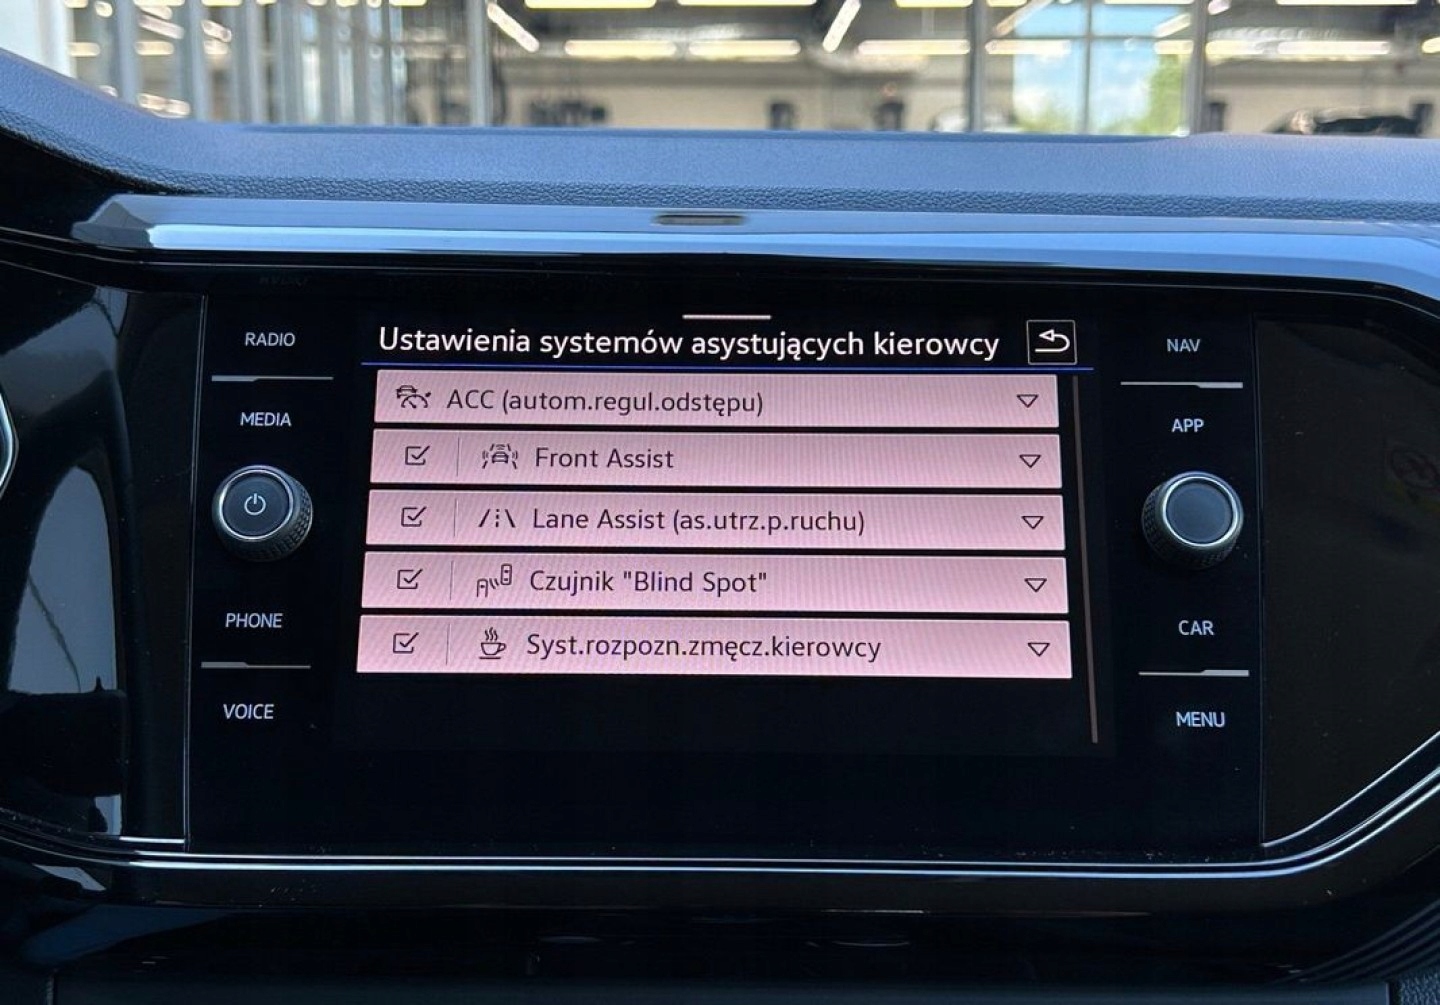 Ustawienia systemów asystujących kierowcy
RADIO
MEDIA
PHONE
VOICE
ACC (autom.regul.odstępu)
Front Assist
Lane Assist (as.utrz.p.ruchu)
Czujnik "Blind Spot"
Syst.rozpozn.zmęcz.kierowcy
NAV
APP
CAR
MENU